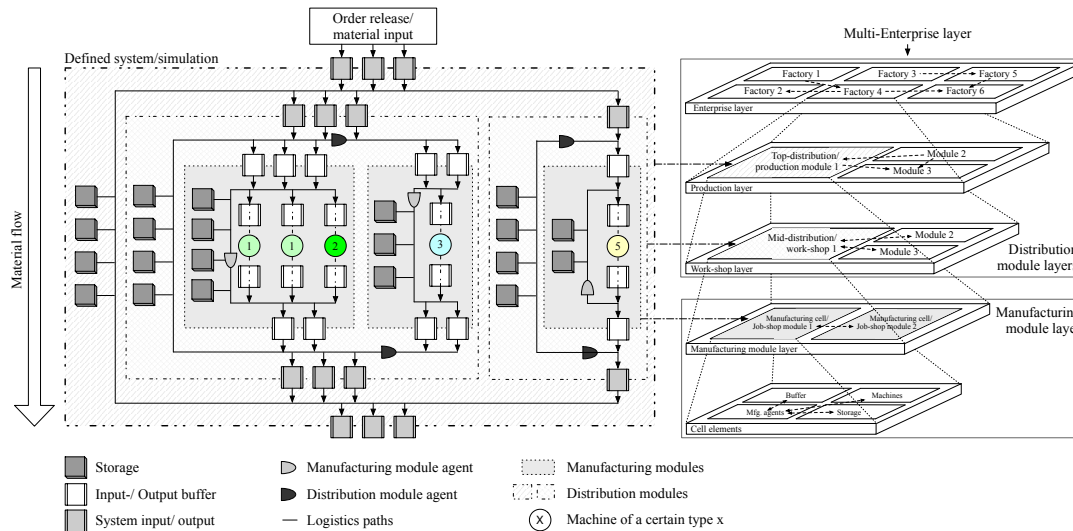 Order release/
material input
Defined system/simulation
Material flow
1
1
2
3
5
Multi-Enterprise layer
Factory 1
Factory 3
Factory 5
Factory 2
Factory 4
Factory 6
Enterprise layer
Top-distribution/
production module 1
Module 2
Module 3
Production layer
Mid-distribution/
work-shop 1
Module 2
Module 3
Work-shop layer
Distribution
module layers
Manufacturing
module layer
Manufacturing cell/
Job-shop module 1
Manufacturing cell/
Job-shop module 2
Manufacturing module layer
Buffer
Machines
Mfg. agents
Storage
Cell elements
Storage
Input-/ Output buffer
System input/ output
Manufacturing module agent
Distribution module agent
Logistics paths
Manufacturing modules
Distribution modules
X
Machine of a certain type x